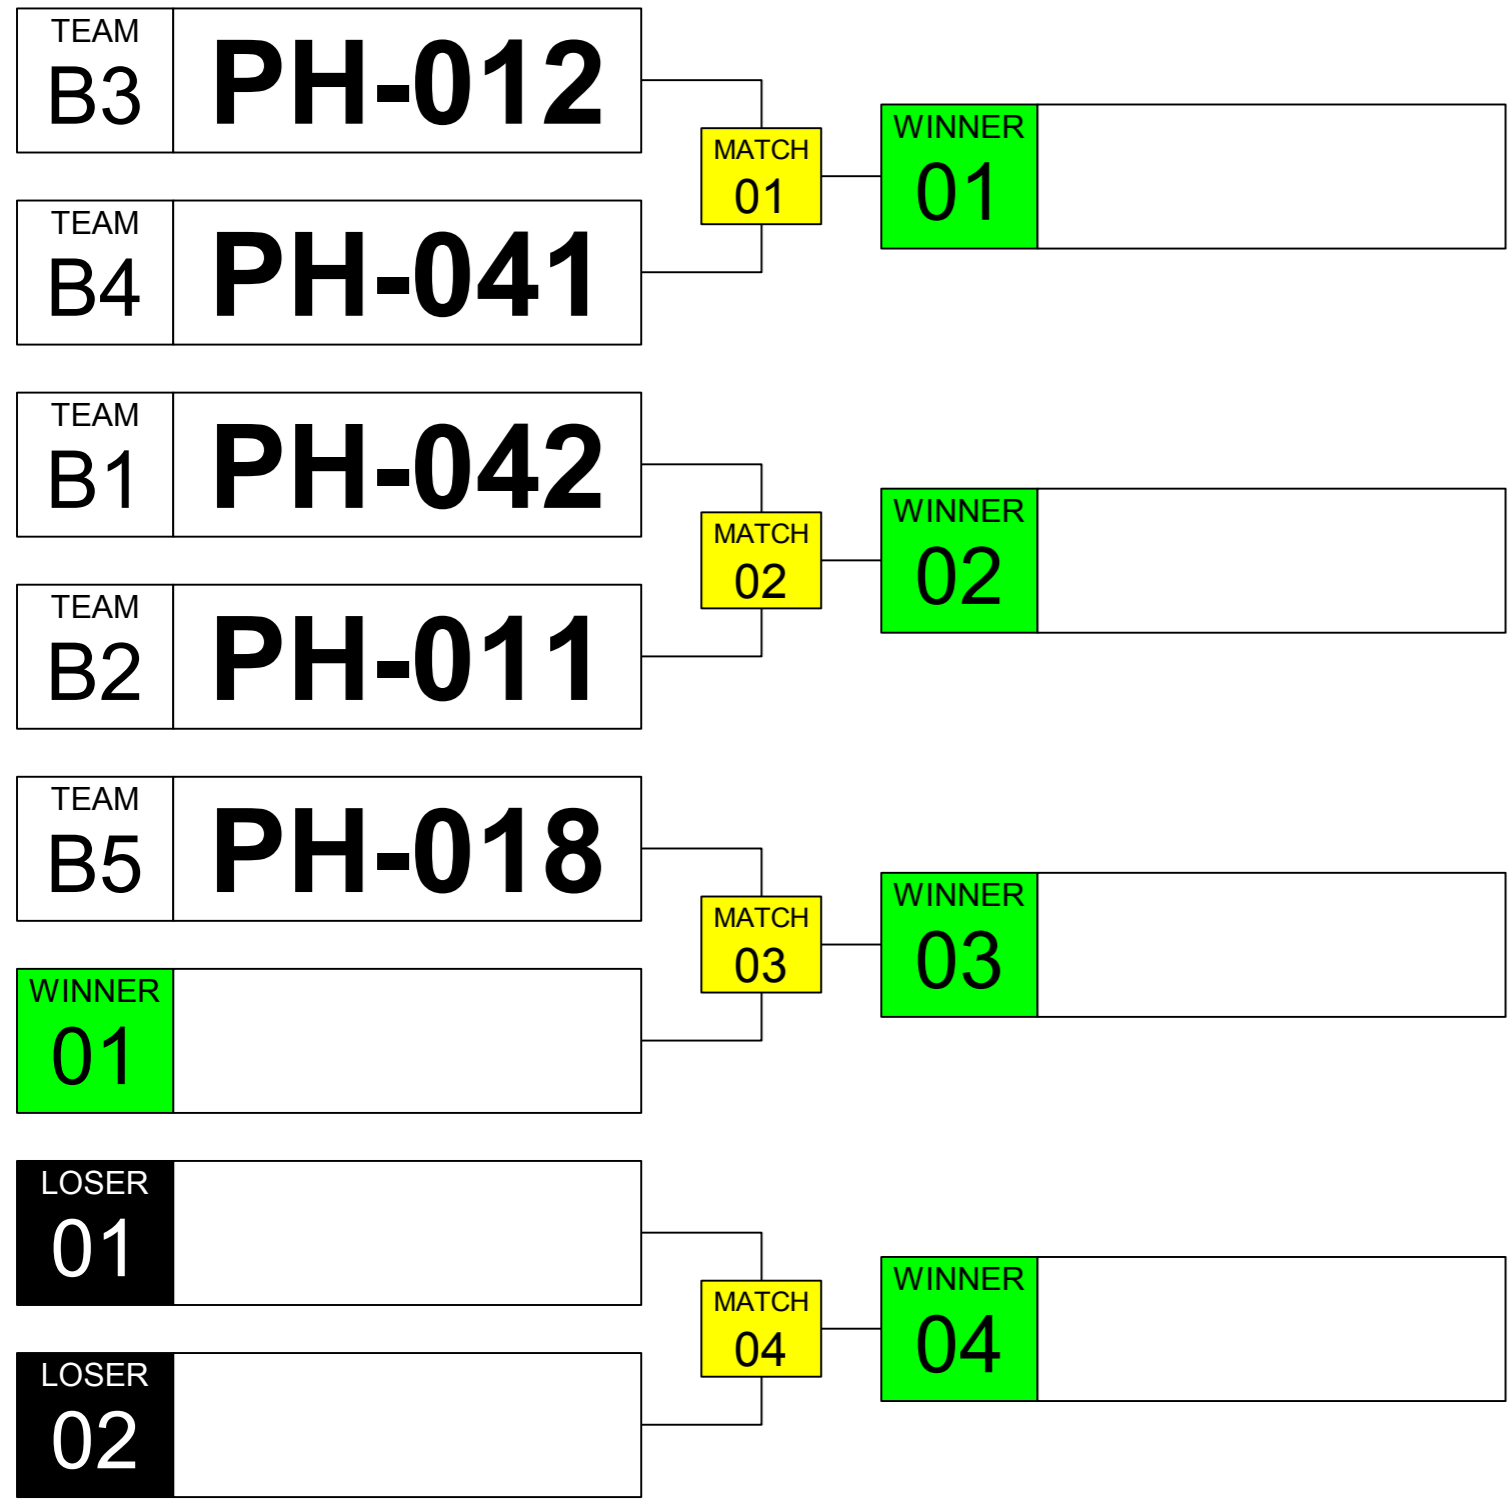 TEAM
B3
PH-012
TEAM
B4
PH-041
MATCH
01
WINNER
01
TEAM
B1
PH-042
TEAM
B2
PH-011
MATCH
02
WINNER
02
TEAM
B5
PH-018
WINNER
01
MATCH
03
WINNER
03
LOSER
01
LOSER
02
MATCH
04
WINNER
04